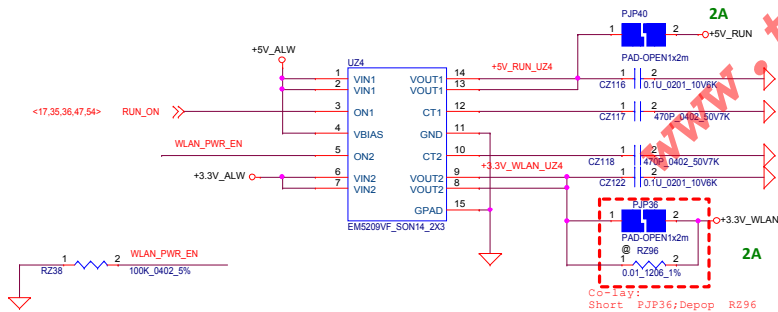 PJP40
2A
1 2
+5V_RUN
PAD-OPEN1x2m
+5V_ALW
UZ4
+5V_RUN_UZ4
1 VIN1 VOUT1 14
2 VIN1 VOUT1 13
CZ116 1 2 0.1U_0201_10V6K
<17,35,36,47,54> RUN_ON
3 ON1 CT1 12
CZ117 1 2 470P_0402_50V7K
4 VBIAS GND 11
WLAN_PWR_EN
5 ON2 CT2 10
CZ118 1 2 470P_0402_50V7K
+3.3V_WLAN_UZ4
+3.3V_ALW
6 VIN2 VOUT2 9
7 VIN2 VOUT2 8
CZ122 1 2 0.1U_0201_10V6K
GPAD 15
EM5209VF_SON14_2X3
PJP36
1 2
+3.3V_WLAN
PAD-OPEN1x2m
2A
@ RZ96
1 2
0.01_1206_1%
WLAN_PWR_EN
1 2
RZ38 100K_0402_5%
Co-lay:
Short PJP36;Depop RZ96
www.